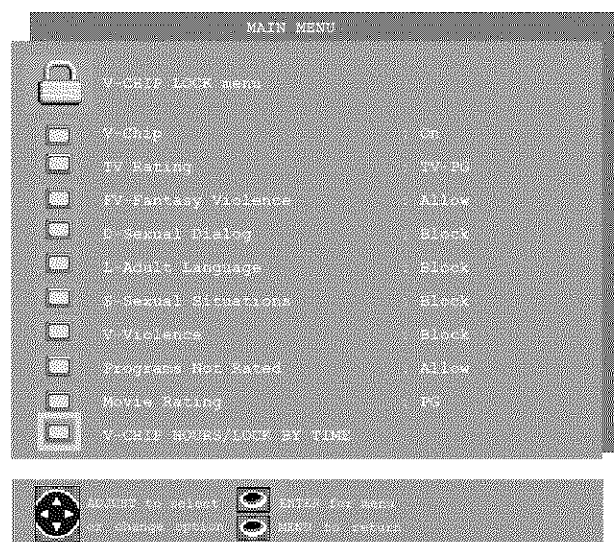 MAIN MENU
V-CHIP LOCK menu
V-Chip : On
TV Rating : TV-PG
FV-Fantasy Violence : Allow
D-Sexual Dialog : Block
L-Adult Language : Block
S-Sexual Situations : Block
V-Violence : Block
Programs Not Rated : Allow
Movie Rating : PG
V-CHIP HOURS/LOCK BY TIME
ADJUST to select ENTER for menu
or change option MENU to return